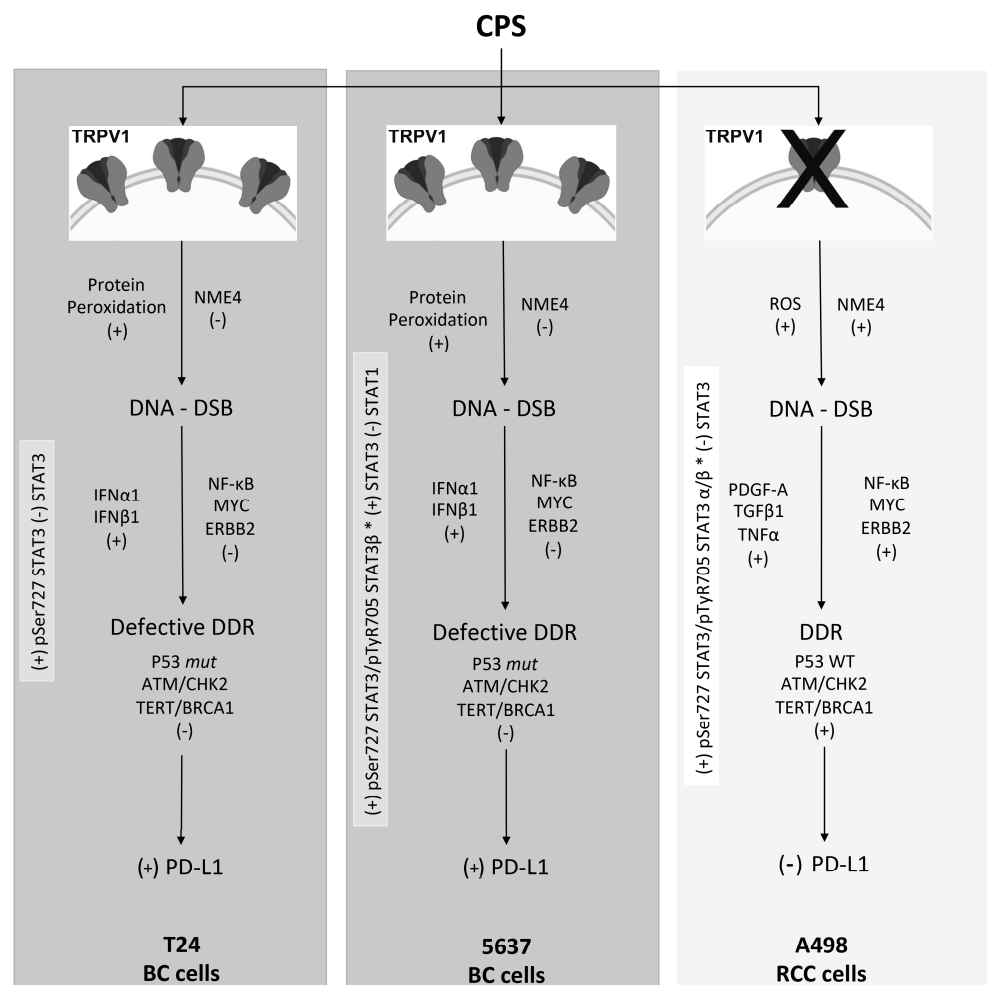 CPS
TRPV1
Protein
Peroxidation
(+)
NME4
(-)
DNA - DSB
(+) pSer727 STAT3 (-) STAT3
IFNα1
IFNβ1
(+)
NF-κB
MYC
ERBB2
(-)
Defective DDR
P53 mut
ATM/CHK2
TERT/BRCA1
(-)
(+) PD-L1
T24
BC cells
TRPV1
Protein
Peroxidation
(+)
NME4
(-)
DNA - DSB
(+) pSer727 STAT3/pTyR705 STAT3β * (+) STAT3 (-) STAT1
IFNα1
IFNβ1
(+)
NF-κB
MYC
ERBB2
(-)
Defective DDR
P53 mut
ATM/CHK2
TERT/BRCA1
(-)
(+) PD-L1
5637
BC cells
TRPV1
ROS
(+)
NME4
(+)
DNA - DSB
(+) pSer727 STAT3/pTyR705 STAT3 α/β * (-) STAT3
PDGF-A
TGFβ1
TNFα
(+)
NF-κB
MYC
ERBB2
(+)
DDR
P53 WT
ATM/CHK2
TERT/BRCA1
(+)
(-) PD-L1
A498
RCC cells